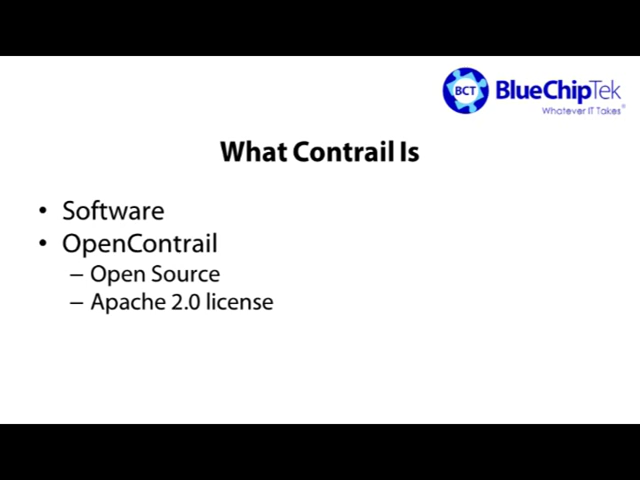 BCT
BlueChipTek
Whatever IT Takes®
What Contrail Is
• Software
• OpenContrail
– Open Source
– Apache 2.0 license